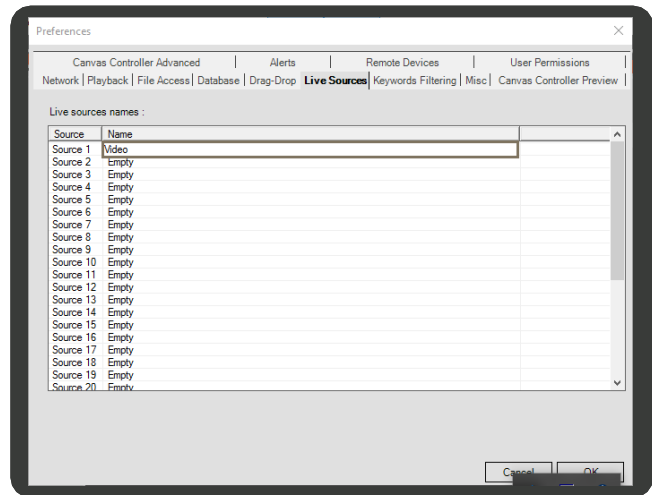 Preferences
Canvas Controller Advanced | Alerts | Remote Devices | User Permissions |
Network | Playback | File Access | Database | Drag-Drop Live Sources Keywords Filtering | Misc | Canvas Controller Preview |
Live sources names :
Source Name
Source 1 Video
Source 2 Empty
Source 3 Empty
Source 4 Empty
Source 5 Empty
Source 6 Empty
Source 7 Empty
Source 8 Empty
Source 9 Empty
Source 10 Empty
Source 11 Empty
Source 12 Empty
Source 13 Empty
Source 14 Empty
Source 15 Empty
Source 16 Empty
Source 17 Empty
Source 18 Empty
Source 19 Empty
Source 20 Empty
Cancel OK